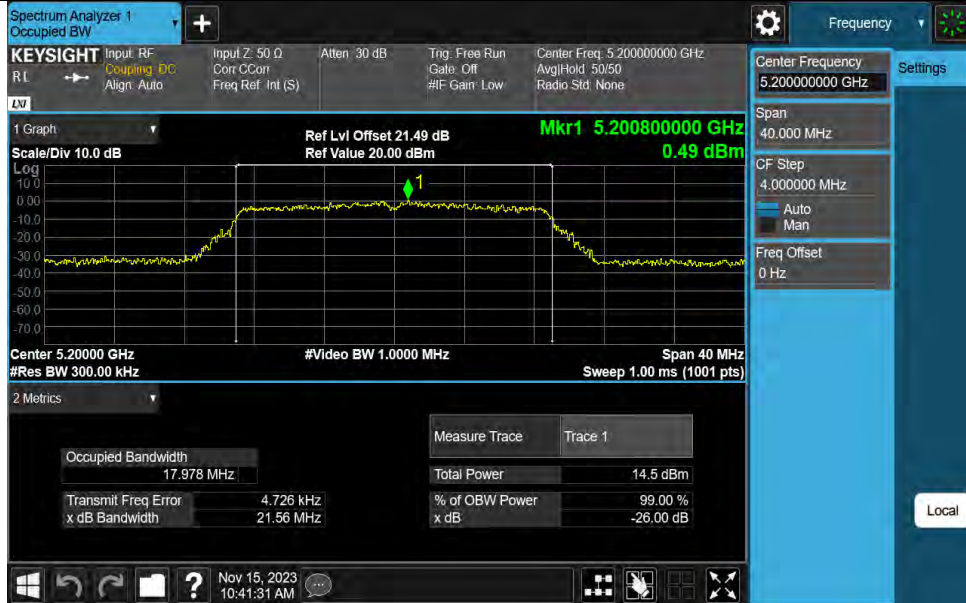 Spectrum Analyzer 1
Occupied BW
Frequency
KEYSIGHT
RL
LXI
Input: RF
Coupling: DC
Align: Auto
Input Z: 50 Ω
Corr CCorr
Freq Ref: Int (S)
Atten: 30 dB
Trig: Free Run
Gate: Off
#IF Gain: Low
Center Freq: 5.200000000 GHz
Avg|Hold: 50/50
Radio Std: None
Center Frequency
5.200000000 GHz
Settings
Span
40.000 MHz
CF Step
4.000000 MHz
Auto
Man
Freq Offset
0 Hz
Local
1 Graph
Scale/Div 10.0 dB
Ref Lvl Offset 21.49 dB
Ref Value 20.00 dBm
Mkr1 5.200800000 GHz
0.49 dBm
Log
1
10.0
0.00
-10.0
-20.0
-30.0
-40.0
-50.0
-60.0
-70.0
Center 5.20000 GHz
#Video BW 1.0000 MHz
Span 40 MHz
#Res BW 300.00 kHz
Sweep 1.00 ms (1001 pts)
2 Metrics
Measure Trace
Trace 1
Occupied Bandwidth
17.978 MHz
Total Power
14.5 dBm
Transmit Freq Error
4.726 kHz
% of OBW Power
99.00 %
x dB Bandwidth
21.56 MHz
x dB
-26.00 dB
Nov 15, 2023
10:41:31 AM